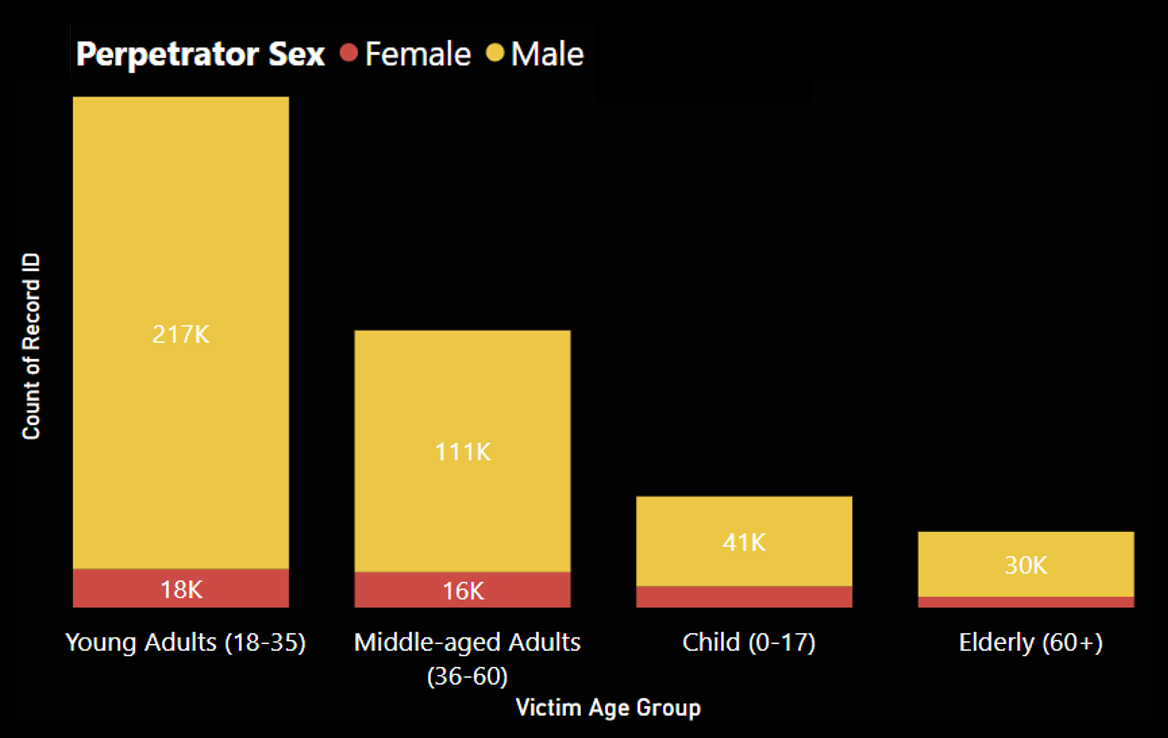 Perpetrator Sex Female Male
Count of Record ID
217K
111K
41K
30K
18K
16K
Young Adults (18-35)
Middle-aged Adults
(36-60)
Child (0-17)
Elderly (60+)
Victim Age Group